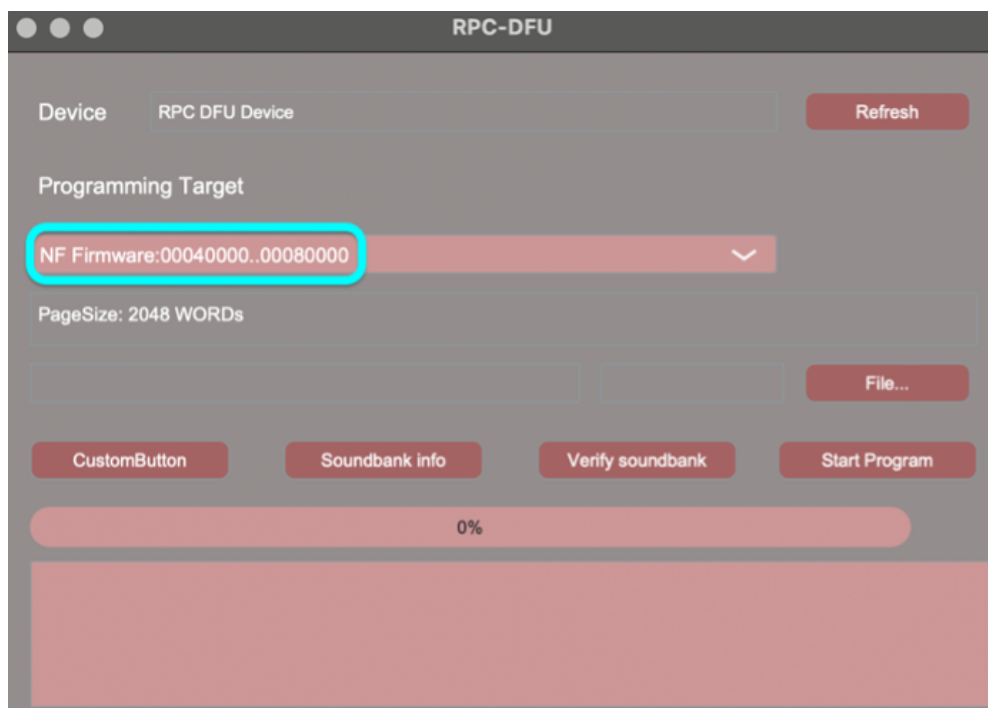 RPC-DFU
Device RPC DFU Device Refresh
Programming Target
NF Firmware:00040000..00080000
PageSize: 2048 WORDs
File...
CustomButton Soundbank info Verify soundbank Start Program
0%